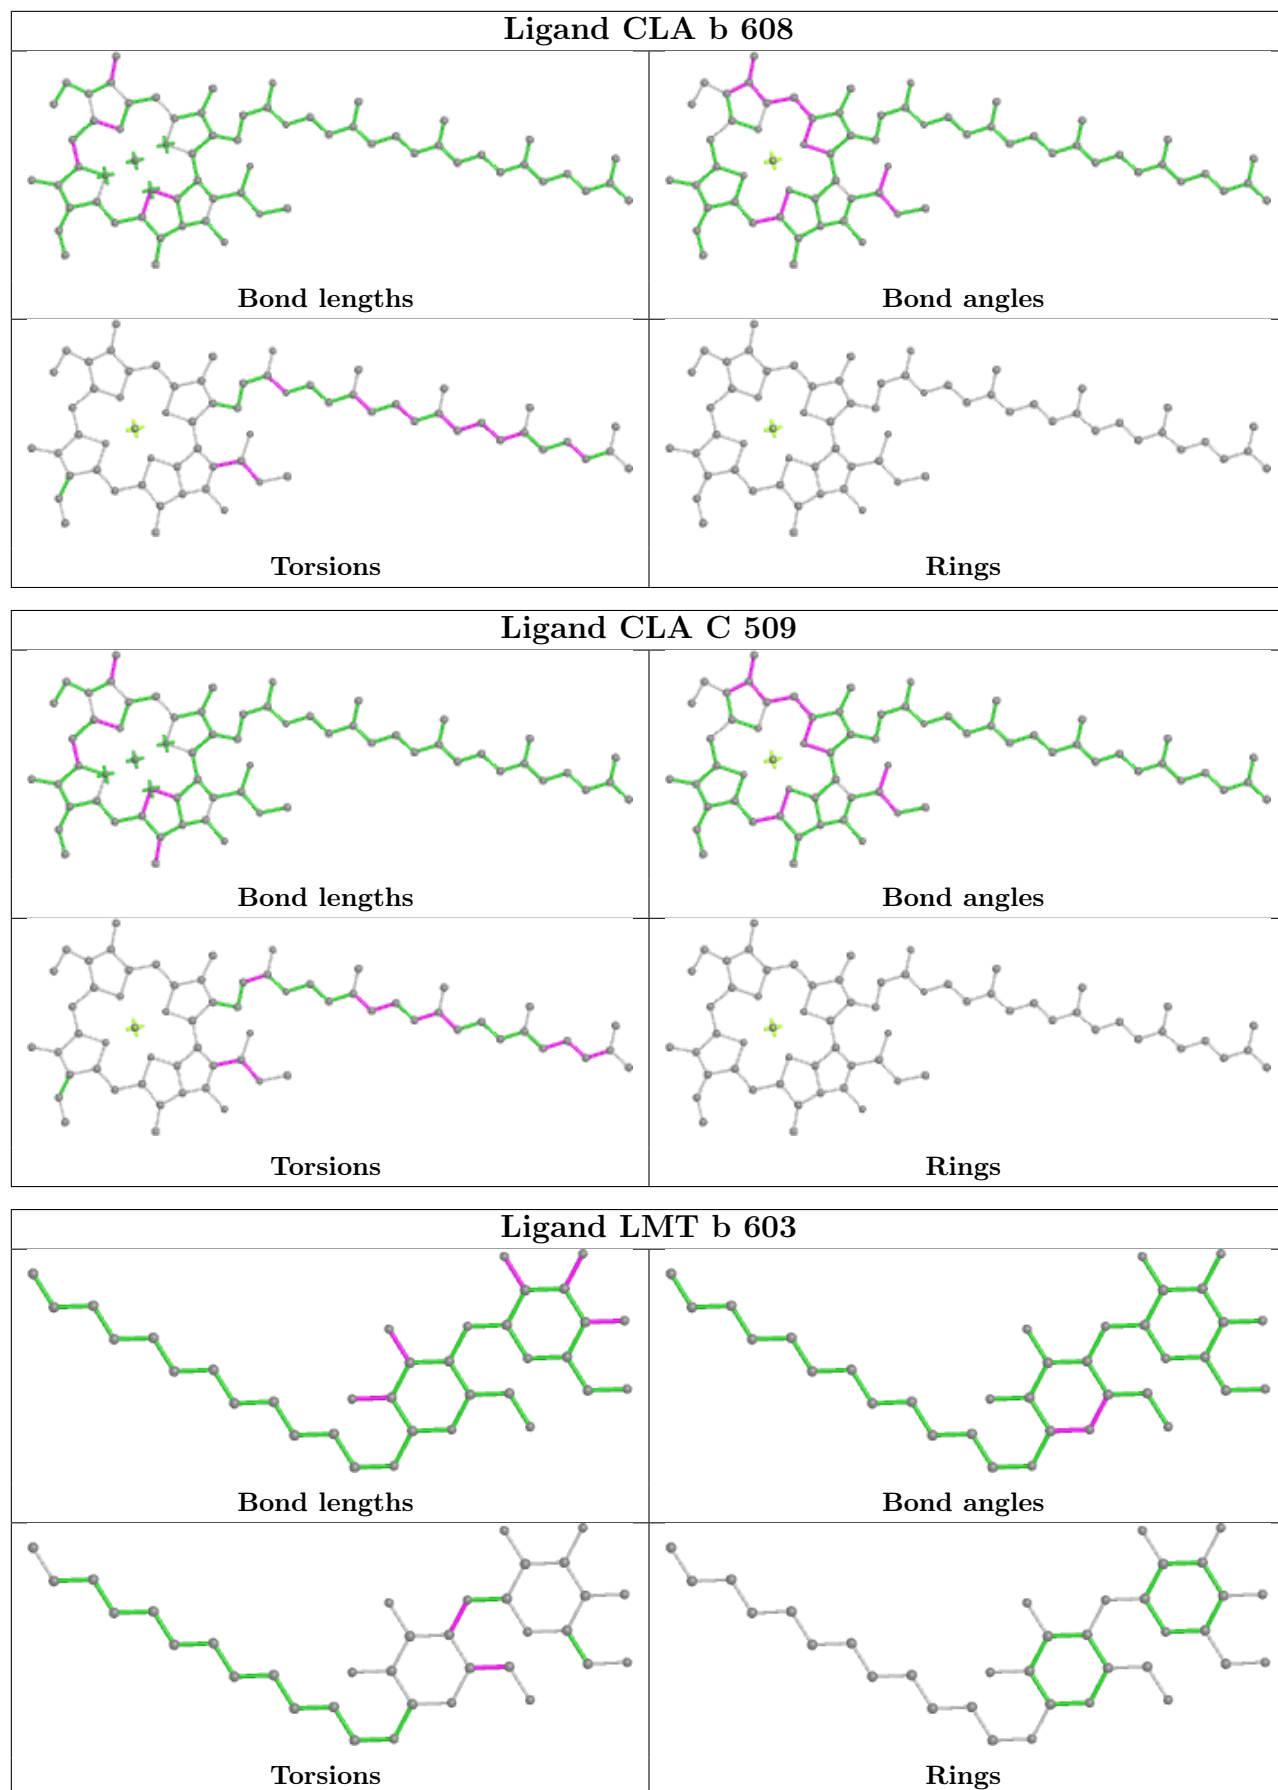 Ligand CLA b 608
Bond lengths
Bond angles
Torsions
Rings
Ligand CLA C 509
Bond lengths
Bond angles
Torsions
Rings
Ligand LMT b 603
Bond lengths
Bond angles
Torsions
Rings